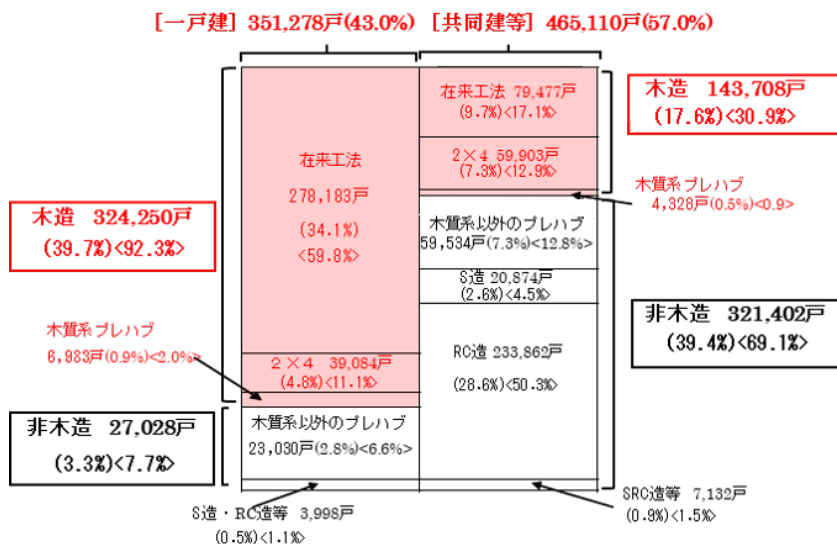 [一戸建] 351,278戸(43.0%) [共同建等] 465,110戸(57.0%)
在来工法
278,183戸
(34.1%)
<59.8%>
2×4 39,084戸
(4.8%)<11.1%>
木質系以外のプレハブ
23,030戸(2.8%)<6.6%>
木造 324,250戸
(39.7%)<92.3%>
木質系プレハブ
6,983戸(0.9%)<2.0%>
非木造 27,028戸
(3.3%)<7.7%>
S造・RC造等 3,998戸
(0.5%)<1.1%>
在来工法 79,477戸
(9.7%)<17.1%>
2×4 59,903戸
(7.3%)<12.9%>
木質系以外のプレハブ
59,534戸(7.3%)<12.8%>
S造 20,874戸
(2.6%)<4.5%>
RC造 233,862戸
(28.6%)<50.3%>
木造 143,708戸
(17.6%)<30.9%>
木質系プレハブ
4,328戸(0.5%)<0.9>
非木造 321,402戸
(39.4%)<69.1%>
SRC造等 7,132戸
(0.9%)<1.5%>